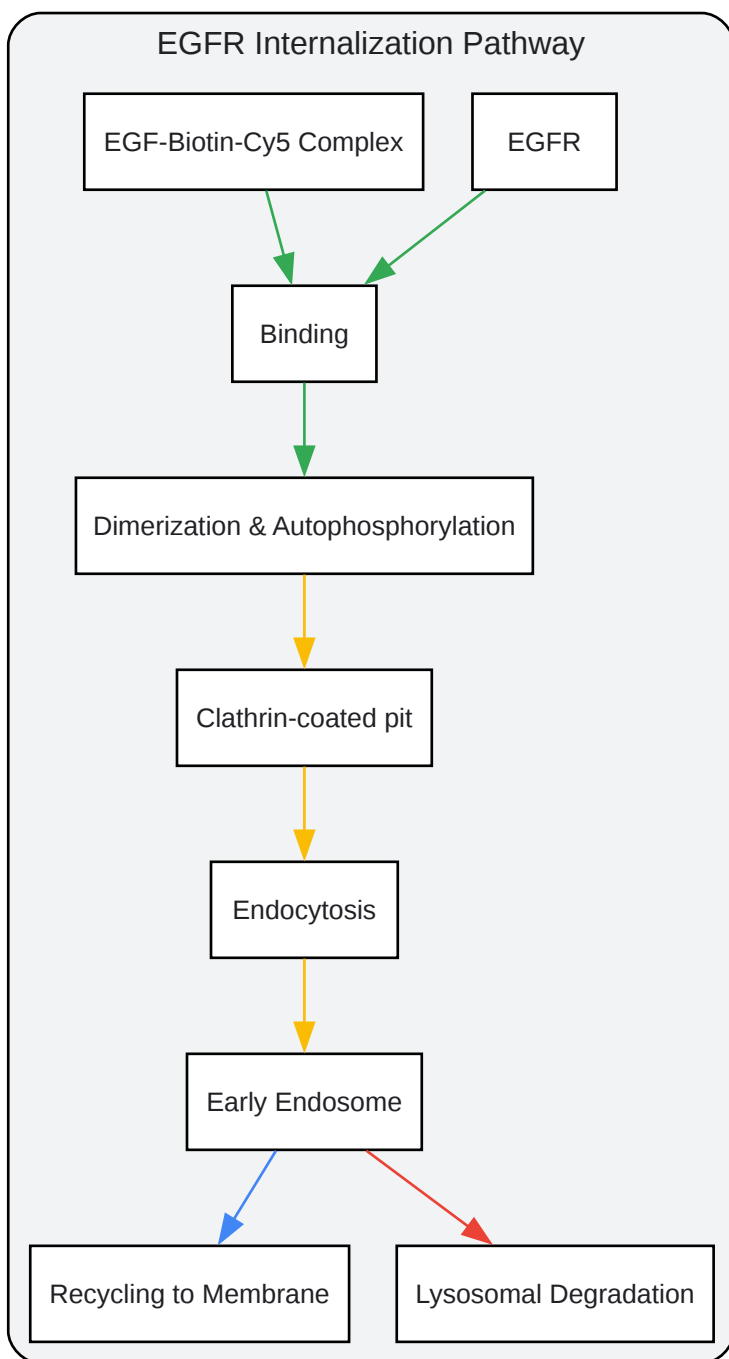 EGFR Internalization Pathway
EGF-Biotin-Cy5 Complex
EGFR
Binding
Dimerization & Autophosphorylation
Clathrin-coated pit
Endocytosis
Early Endosome
Recycling to Membrane
Lysosomal Degradation